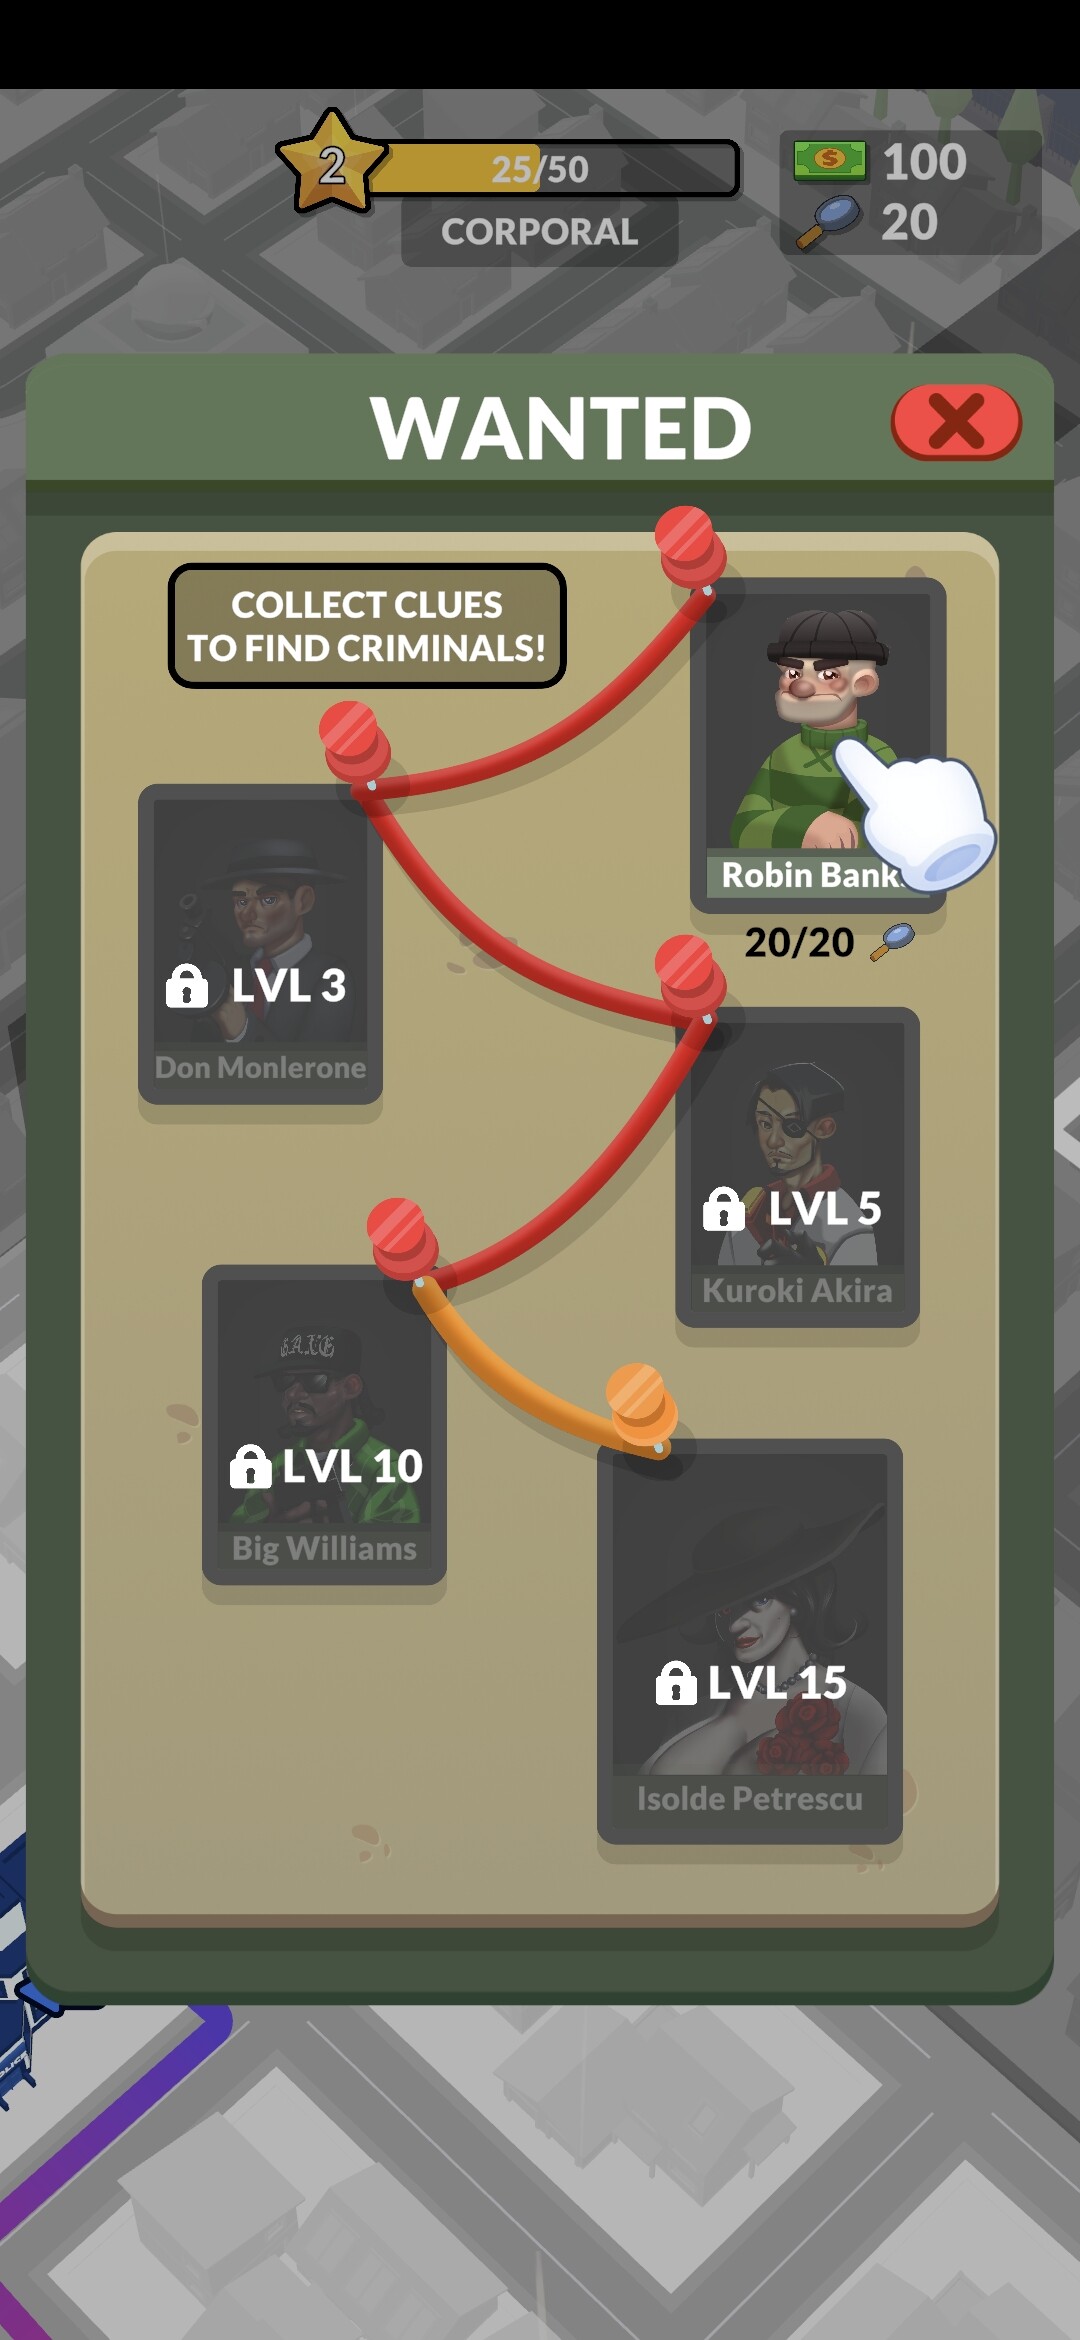 2
25/50
CORPORAL
100
20
WANTED
COLLECT CLUES
TO FIND CRIMINALS!
Robin Bank
20/20
LVL 3
Don Monlerone
LVL 5
Kuroki Akira
LVL 10
Big Williams
LVL 15
Isolde Petrescu